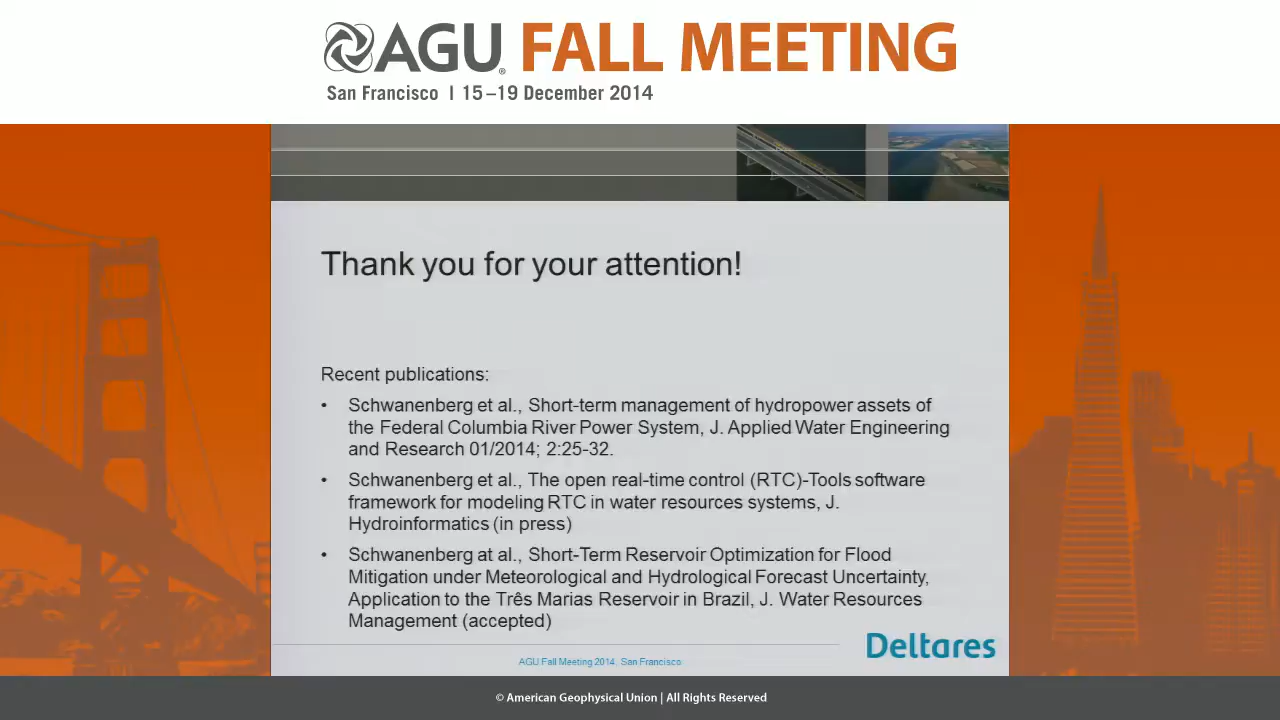 AGU® FALL MEETING
San Francisco | 15–19 December 2014
Thank you for your attention!
Recent publications:
• Schwanenberg et al., Short-term management of hydropower assets of
the Federal Columbia River Power System, J. Applied Water Engineering
and Research 01/2014; 2:25-32.
• Schwanenberg et al., The open real-time control (RTC)-Tools software
framework for modeling RTC in water resources systems, J.
Hydroinformatics (in press)
• Schwanenberg at al., Short-Term Reservoir Optimization for Flood
Mitigation under Meteorological and Hydrological Forecast Uncertainty,
Application to the Três Marias Reservoir in Brazil, J. Water Resources
Management (accepted)
Deltares
AGU Fall Meeting 2014, San Francisco
© American Geophysical Union | All Rights Reserved